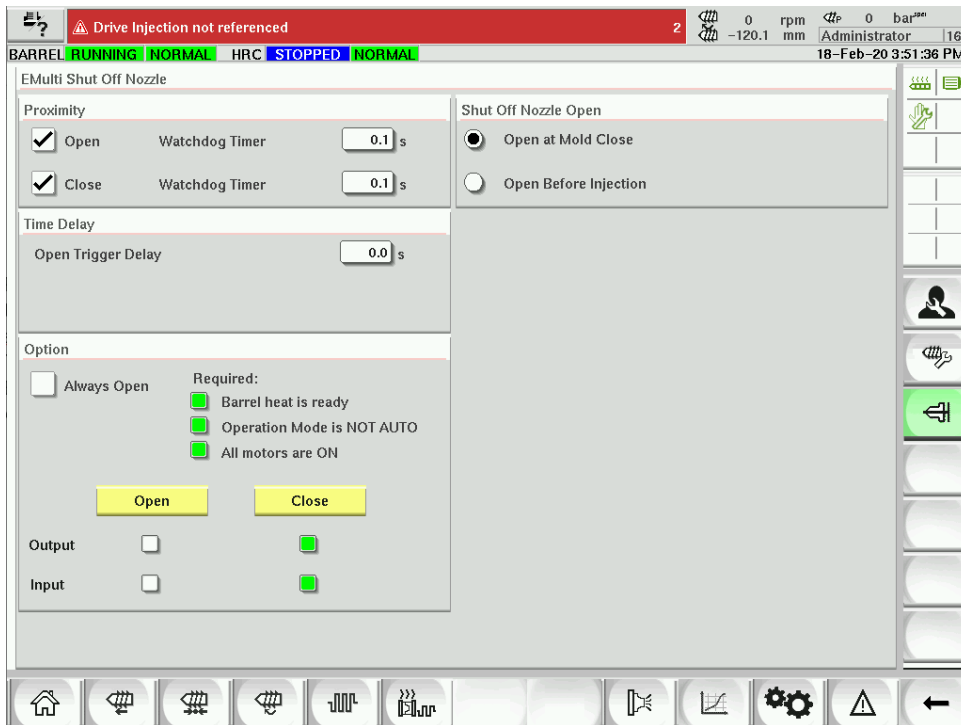 Drive Injection not referenced 2
0 rpm 0 bar
-120.1 mm Administrator 16
BARREL RUNNING NORMAL HRC STOPPED NORMAL 18-Feb-20 3:51:36 PM
EMulti Shut Off Nozzle
Proximity
Open Watchdog Timer 0.1 s
Close Watchdog Timer 0.1 s
Shut Off Nozzle Open
Open at Mold Close
Open Before Injection
Time Delay
Open Trigger Delay 0.0 s
Option
Always Open
Required:
Barrel heat is ready
Operation Mode is NOT AUTO
All motors are ON
Open Close
Output
Input